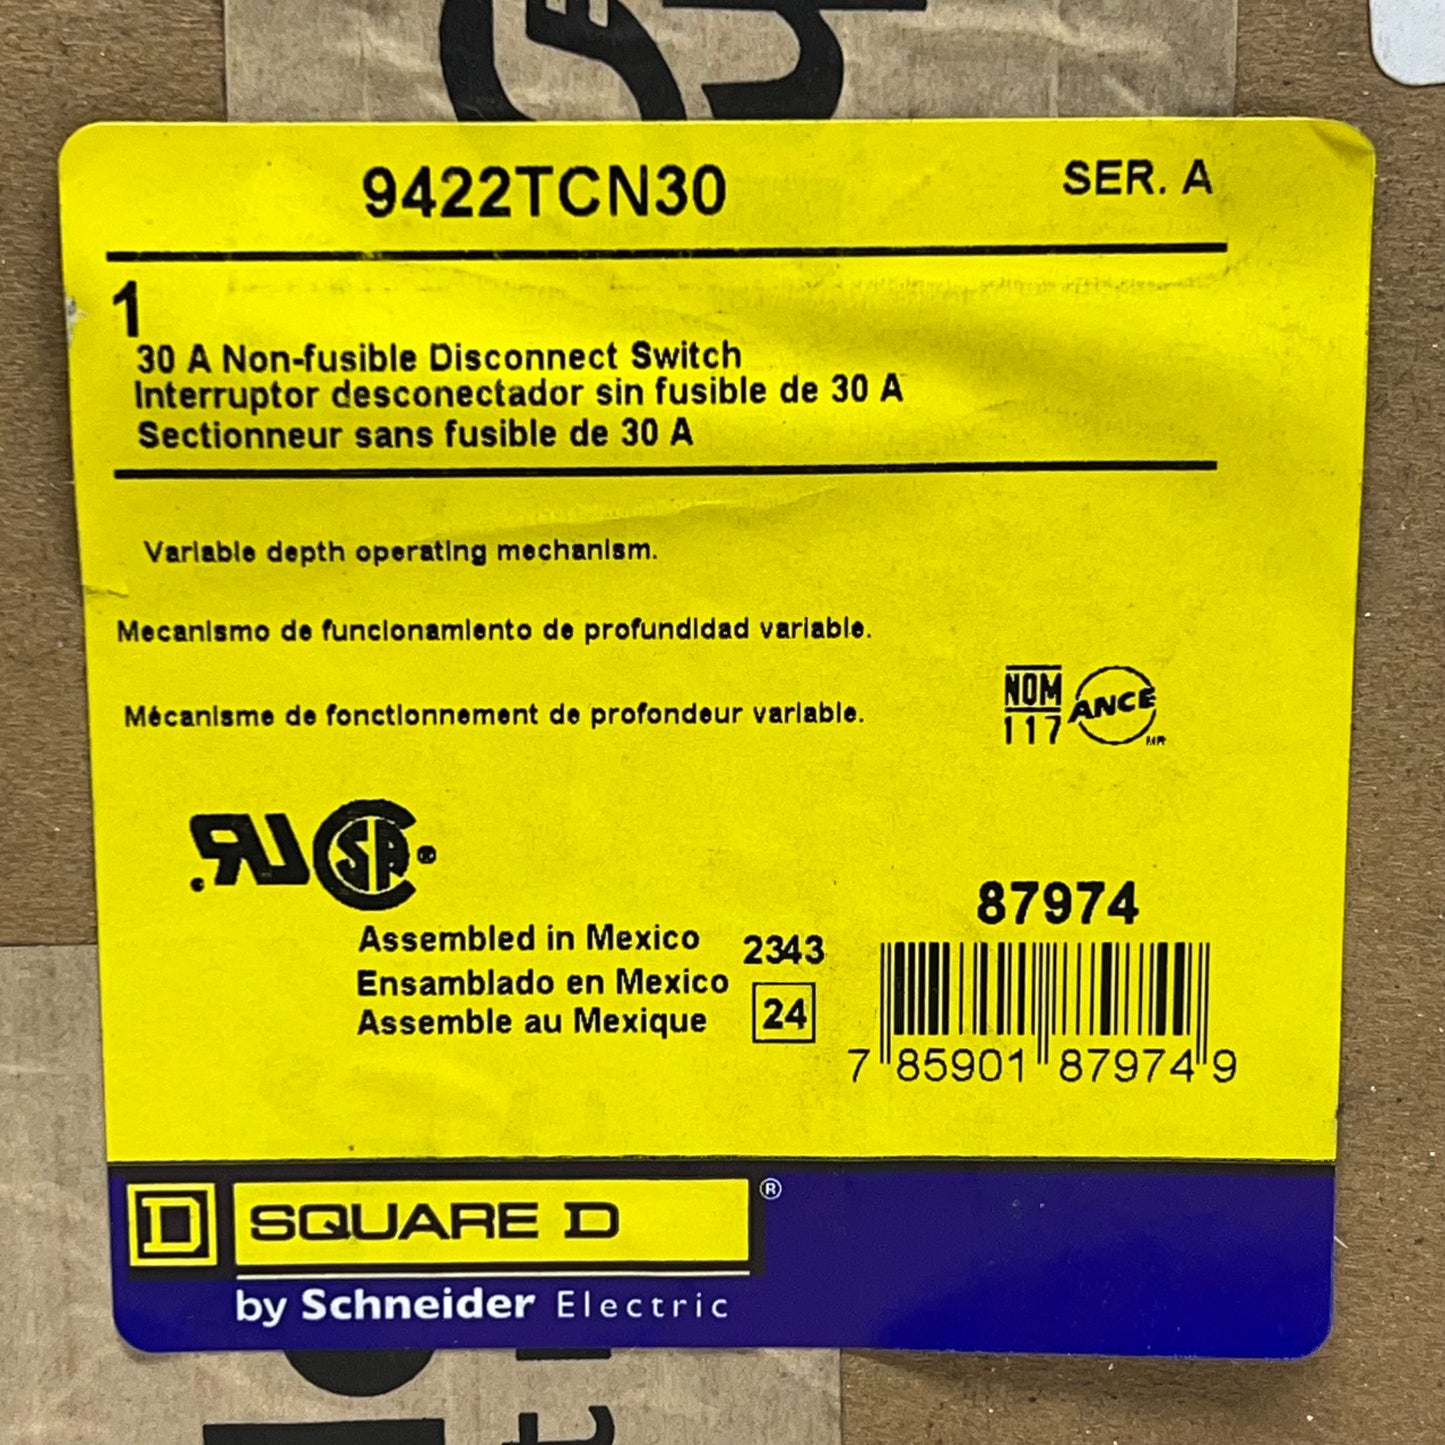 9422TCN30 SER. A
1
30 A Non-fusible Disconnect Switch
Interruptor desconectador sin fusible de 30 A
Sectionneur sans fusible de 30 A
Variable depth operating mechanism.
Mecanismo de funcionamiento de profundidad variable.
Mécanisme de fonctionnement de profondeur variable.
NOM ANCE
117 MR
RU SA ®
87974
Assembled in Mexico 2343
Ensamblado en Mexico
Assemble au Mexique 24
7 85901 87974 9
D SQUARE D ®
by Schneider Electric